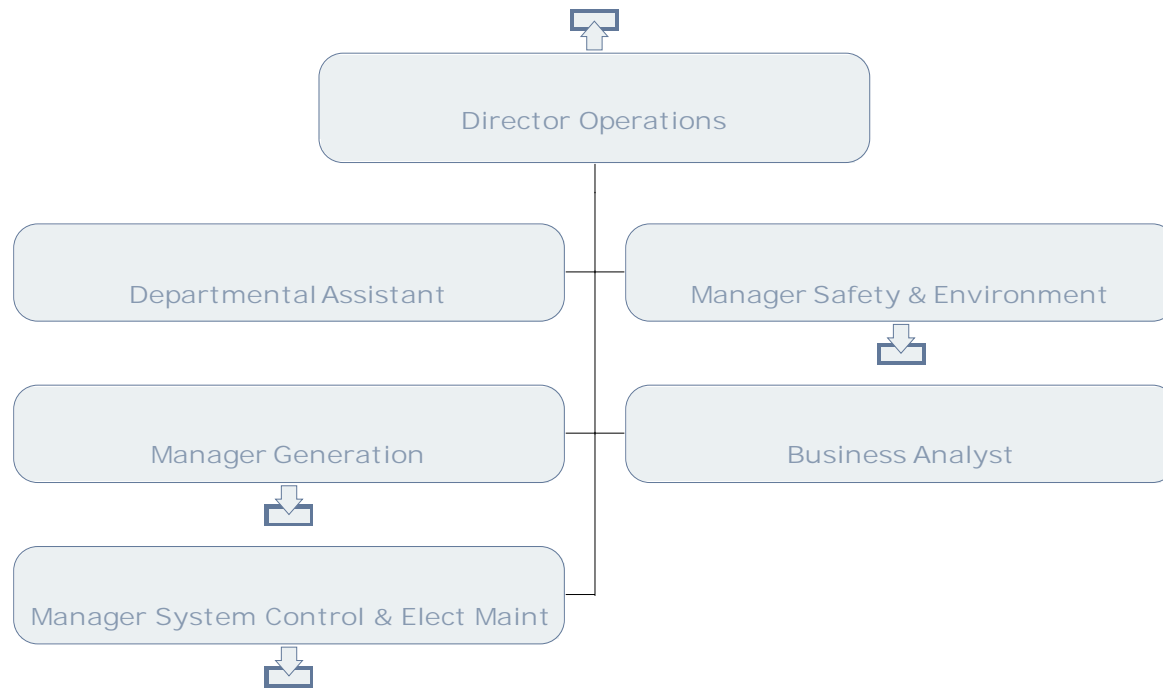 Director Operations
Departmental Assistant
Manager Safety & Environment
Manager Generation
Business Analyst
Manager System Control & Elect Maint